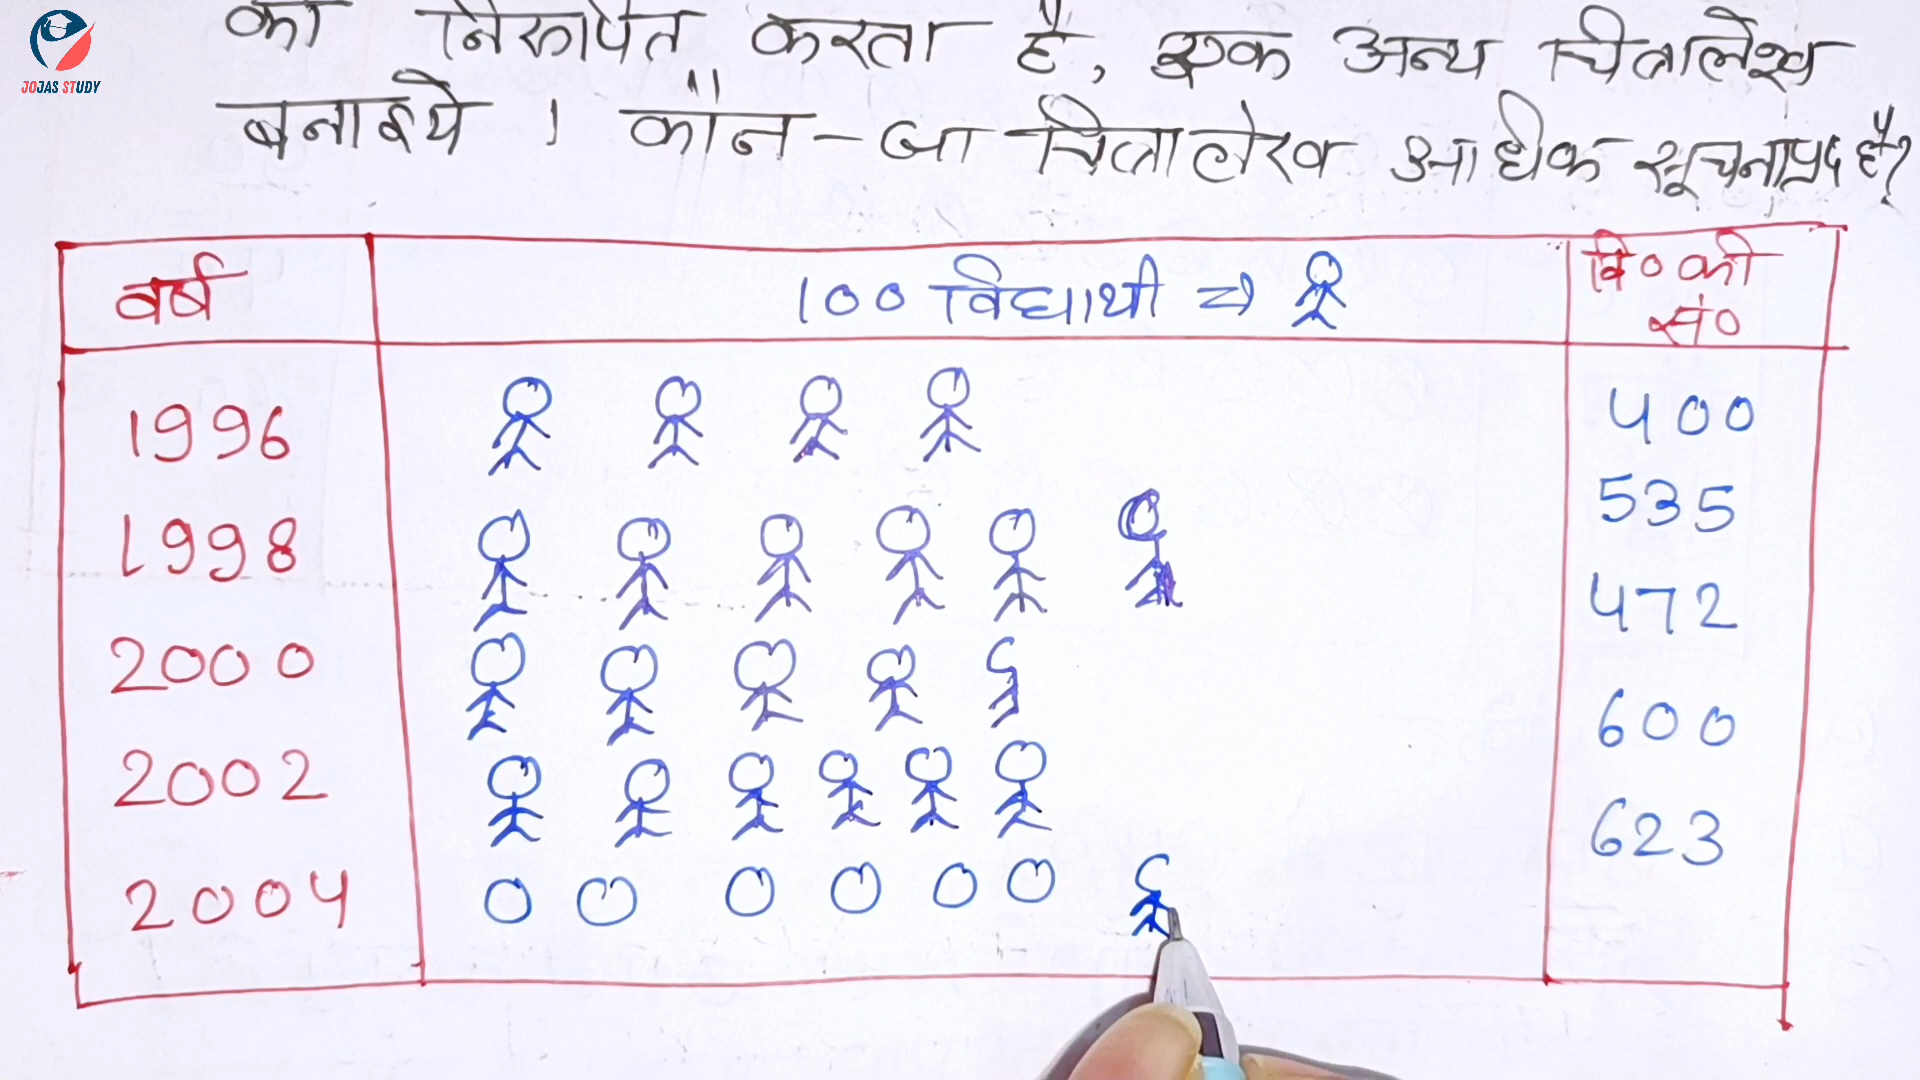 को निरूपित करता है, एक अन्य चित्रालेख
बनाइये । कौन-सा चित्रालेख अधिक सूचनाप्रद है?
JOJAS STUDY
वर्ष 100 विद्यार्थी ⇒ वि० की सं०
1996 400
1998 535
2000 472
2002 600
2004 623